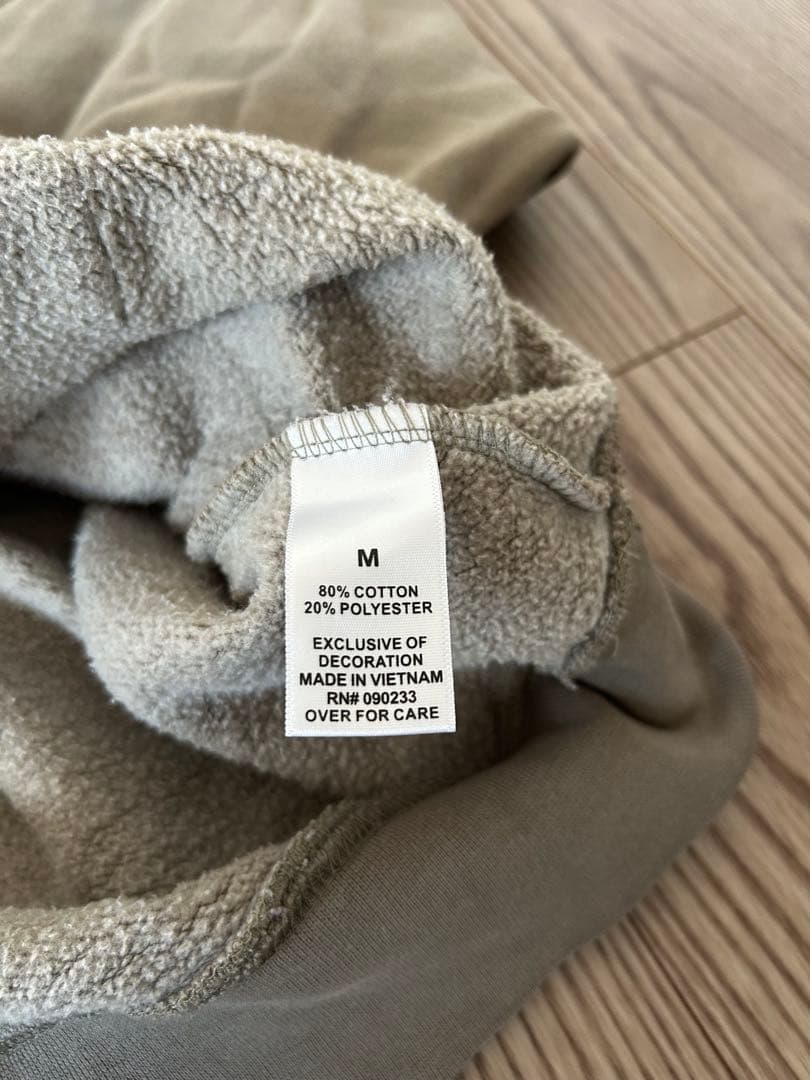 M
80% COTTON
20% POLYESTER
EXCLUSIVE OF
DECORATION
MADE IN VIETNAM
RN# 090233
OVER FOR CARE